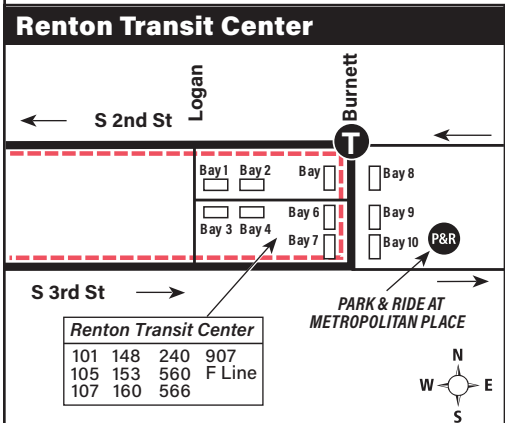 Renton Transit Center
Logan
Burnett
S 2nd St
T
Bay 1 Bay 2
Bay
Bay 8
Bay 3 Bay 4
Bay 6
Bay 9
Bay 7
Bay 10
P&R
S 3rd St
PARK & RIDE AT
METROPOLITAN PLACE
Renton Transit Center
101 148 240 907
105 153 560 F Line
107 160 566
N
W E
S